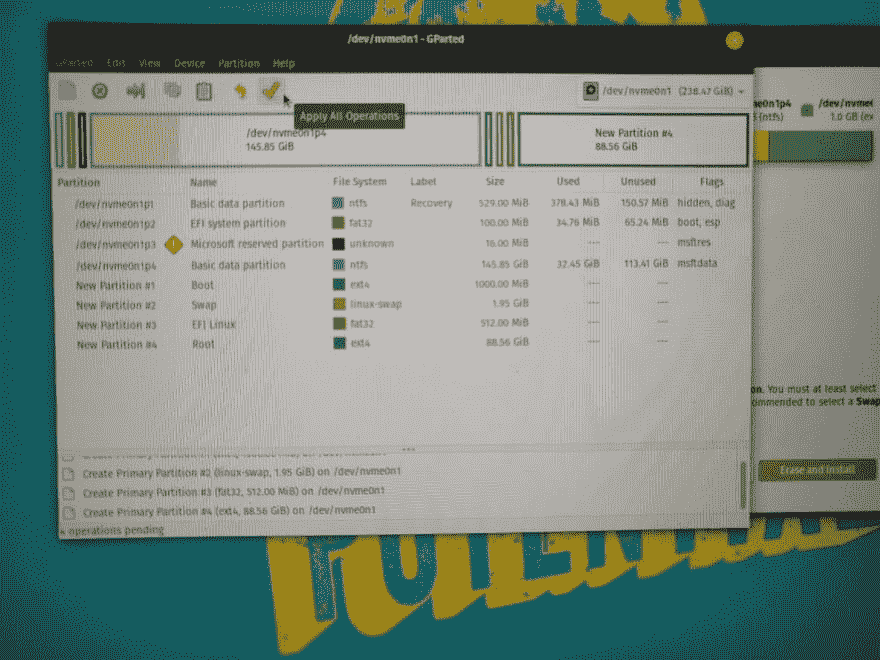 /dev/nvme0n1 - GParted
GParted Edit View Device Partition Help
/dev/nvme0n1 (238.47 GiB)
Apply All Operations
/dev/nvme0n1p4
145.85 GiB
New Partition #4
88.56 GiB
Partition Name File System Label Size Used Unused Flags
/dev/nvme0n1p1 Basic data partition ntfs Recovery 529.00 MiB 378.43 MiB 150.57 MiB hidden, diag
/dev/nvme0n1p2 EFI system partition fat32 100.00 MiB 34.76 MiB 65.24 MiB boot, esp
/dev/nvme0n1p3 Microsoft reserved partition unknown 16.00 MiB --- --- msftres
/dev/nvme0n1p4 Basic data partition ntfs 145.85 GiB 32.45 GiB 113.41 GiB msftdata
New Partition #1 Boot ext4 1000.00 MiB --- ---
New Partition #2 Swap linux-swap 1.95 GiB --- ---
New Partition #3 EFI Linux fat32 512.00 MiB --- ---
New Partition #4 Root ext4 88.56 GiB --- ---
Create Primary Partition #2 (linux-swap, 1.95 GiB) on /dev/nvme0n1
Create Primary Partition #3 (fat32, 512.00 MiB) on /dev/nvme0n1
Create Primary Partition #4 (ext4, 88.56 GiB) on /dev/nvme0n1
4 operations pending
me0n1p4 /dev/nvme
(ntfs) 1.0 GB (ex
on. You must at least select
ommended to select a Swap
Erase and Install